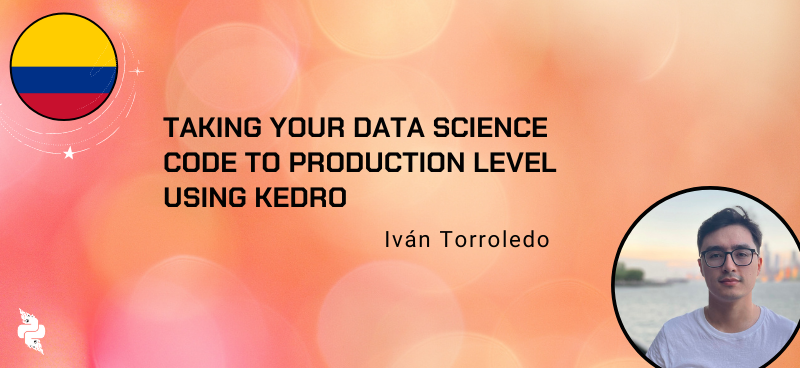 TAKING YOUR DATA SCIENCE
CODE TO PRODUCTION LEVEL
USING KEDRO
Iván Torroledo